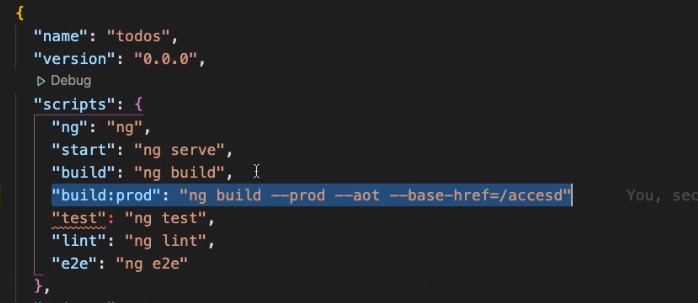 {
"name": "todos",
"version": "0.0.0",
Debug
"scripts": {
"ng": "ng",
"start": "ng serve",
"build": "ng build",
"build:prod": "ng build --prod --aot --base-href=/accesd" You, sec
"test": "ng test",
"lint": "ng lint",
"e2e": "ng e2e"
},